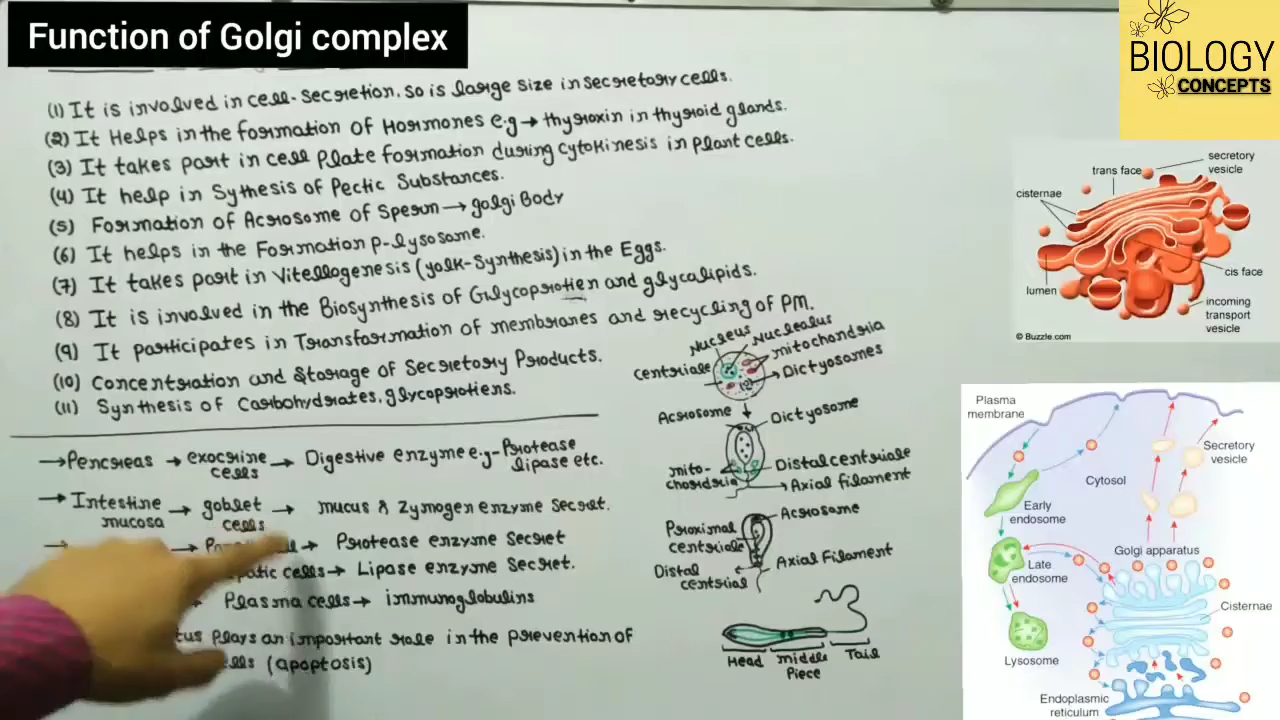 Function of Golgi complex
BIOLOGY
CONCEPTS
(1) It is involved in cell-secretion, so is large size in secretory cells.
(2) It Helps in the formation of Hormones e.g → thyroxin in thyroid glands.
(3) It takes part in cell plate formation during cytokinesis in plant cells.
(4) It help in Sythesis of Pectic Substances.
(5) Formation of Acrosome of Sperm → golgi Body
(6) It helps in the Formation P-lysosome.
(7) It takes part in Vitellogenesis (yolk-Synthesis) in the Eggs.
(8) It is involved in the Biosynthesis of Glycoprotien and glycalipids.
(9) It participates in Transformation of membranes and recycling of PM.
(10) Concentration and Storage of Secretory Products.
(11) Synthesis of Carbohydrates, glycoprotiens.
→ Pencreas → exocrine cells → Digestive enzyme e.g- Protease
lipase etc.
→ Intestine mucosa → goblet cells → mucus & Zymogen enzyme Secret.
→ → Protease enzyme Secret
cells → Lipase enzyme Secret.
Plasma cells → immunoglobulins
Plays an important role in the prevention of
(apoptosis)
Nucleus
Nucleolus
mitochondria
Dictyosomes
Centriole
Acrosome
Dictyosome
mito-
chondria
Distal centriole
Axial filament
Proximal
centriole
Acrosome
Distal
centriol
Axial Filament
Head
middle
Piece
Tail
trans face
secretory
vesicle
cisternae
lumen
cis face
incoming
transport
vesicle
© Buzzle.com
Plasma
membrane
Secretory
vesicle
Cytosol
Early
endosome
Golgi apparatus
Late
endosome
Cisternae
Lysosome
Endoplasmic
reticulum